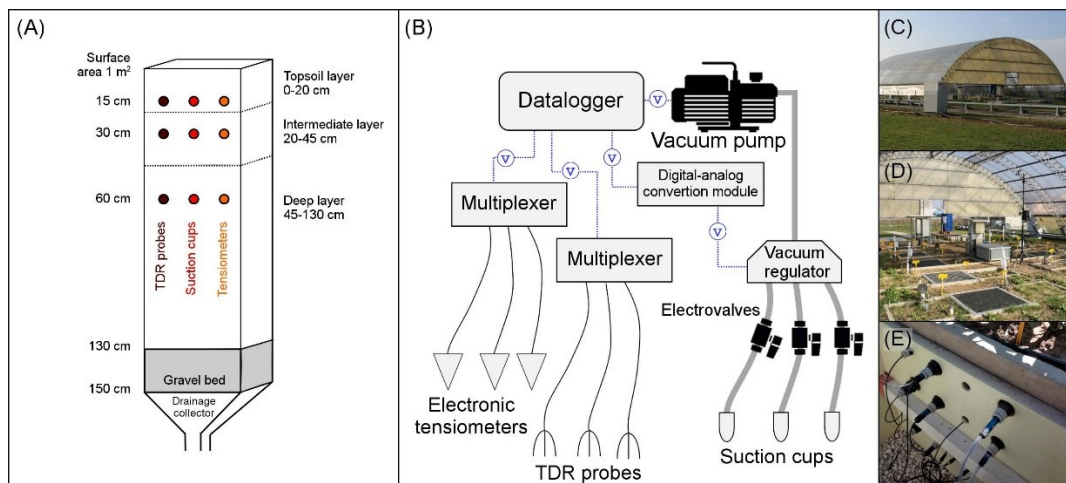 (A)
Surface
area 1 m²
15 cm
30 cm
60 cm
130 cm
150 cm
Topsoil layer
0-20 cm
Intermediate layer
20-45 cm
Deep layer
45-130 cm
TDR probes
Suction cups
Tensiometers
Gravel bed
Drainage
collector
(B)
Datalogger
V
Vacuum pump
V
V
V
Digital-analog
convertion module
Multiplexer
V
Multiplexer
Vacuum
regulator
Electrovalves
Electronic
tensiometers
TDR probes
Suction cups
(C)
(D)
(E)